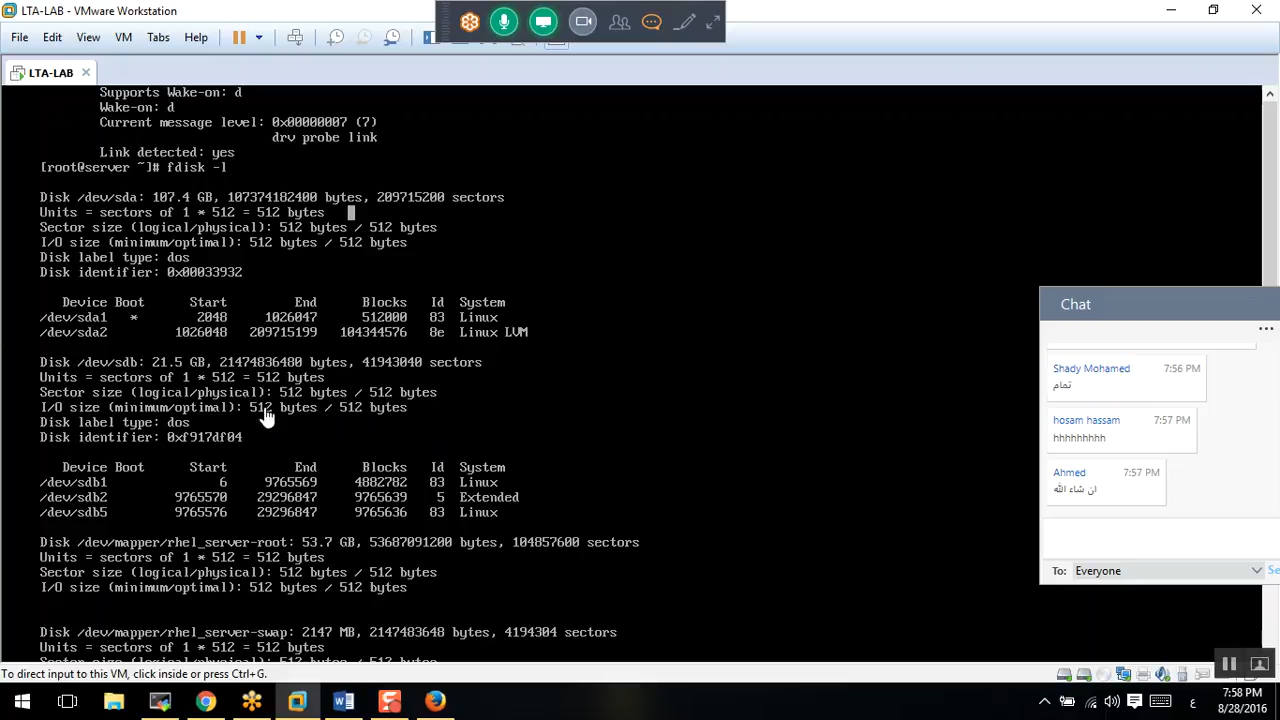 LTA-LAB - VMware Workstation
File Edit View VM Tabs Help
LTA-LAB
Supports Wake-on: d
Wake-on: d
Current message level: 0x00000007 (7)
drv probe link
Link detected: yes
[root@server ~]# fdisk -l
Disk /dev/sda: 107.4 GB, 107374182400 bytes, 209715200 sectors
Units = sectors of 1 * 512 = 512 bytes
Sector size (logical/physical): 512 bytes / 512 bytes
I/O size (minimum/optimal): 512 bytes / 512 bytes
Disk label type: dos
Disk identifier: 0x00033932
Device Boot Start End Blocks Id System
/dev/sda1 * 2048 1026047 512000 83 Linux
/dev/sda2 1026048 209715199 104344576 8e Linux LVM
Disk /dev/sdb: 21.5 GB, 21474836480 bytes, 41943040 sectors
Units = sectors of 1 * 512 = 512 bytes
Sector size (logical/physical): 512 bytes / 512 bytes
I/O size (minimum/optimal): 512 bytes / 512 bytes
Disk label type: dos
Disk identifier: 0xf917df04
Device Boot Start End Blocks Id System
/dev/sdb1 6 9765569 4882782 83 Linux
/dev/sdb2 9765570 29296847 9765639 5 Extended
/dev/sdb5 9765576 29296847 9765636 83 Linux
Disk /dev/mapper/rhel_server-root: 53.7 GB, 53687091200 bytes, 104857600 sectors
Units = sectors of 1 * 512 = 512 bytes
Sector size (logical/physical): 512 bytes / 512 bytes
I/O size (minimum/optimal): 512 bytes / 512 bytes
Disk /dev/mapper/rhel_server-swap: 2147 MB, 2147483648 bytes, 4194304 sectors
Units = sectors of 1 * 512 = 512 bytes
Sector size (logical/physical): 512 bytes / 512 bytes
Chat
Shady Mohamed 7:56 PM
تمام
hosam hassam 7:57 PM
hhhhhhhhh
Ahmed 7:57 PM
ان شاء الله
To: Everyone
Se
To direct input to this VM, click inside or press Ctrl+G.
ع
7:58 PM
8/28/2016